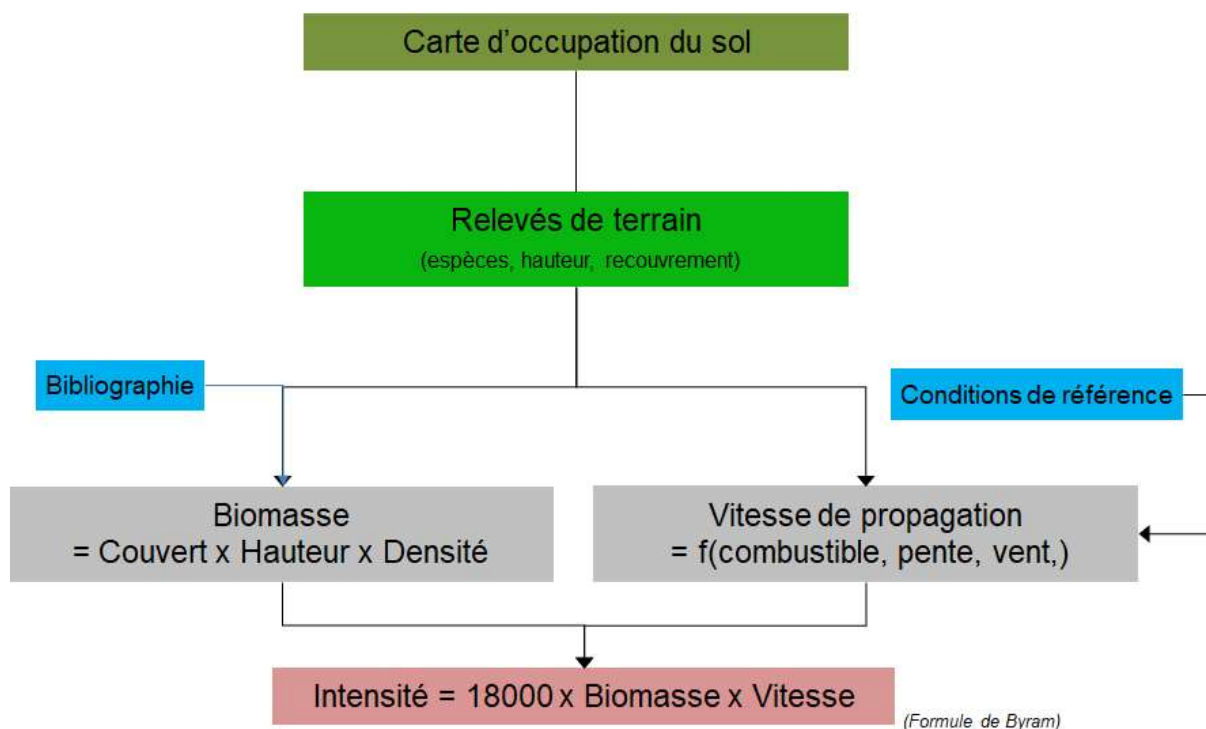 Carte d'occupation du sol
Relevés de terrain
(espèces, hauteur, recouvrement)
Bibliographie
Conditions de référence
Biomasse
= Couvert x Hauteur x Densité
Vitesse de propagation
= f(combustible, pente, vent,)
Intensité = 18000 x Biomasse x Vitesse
(Formule de Byram)